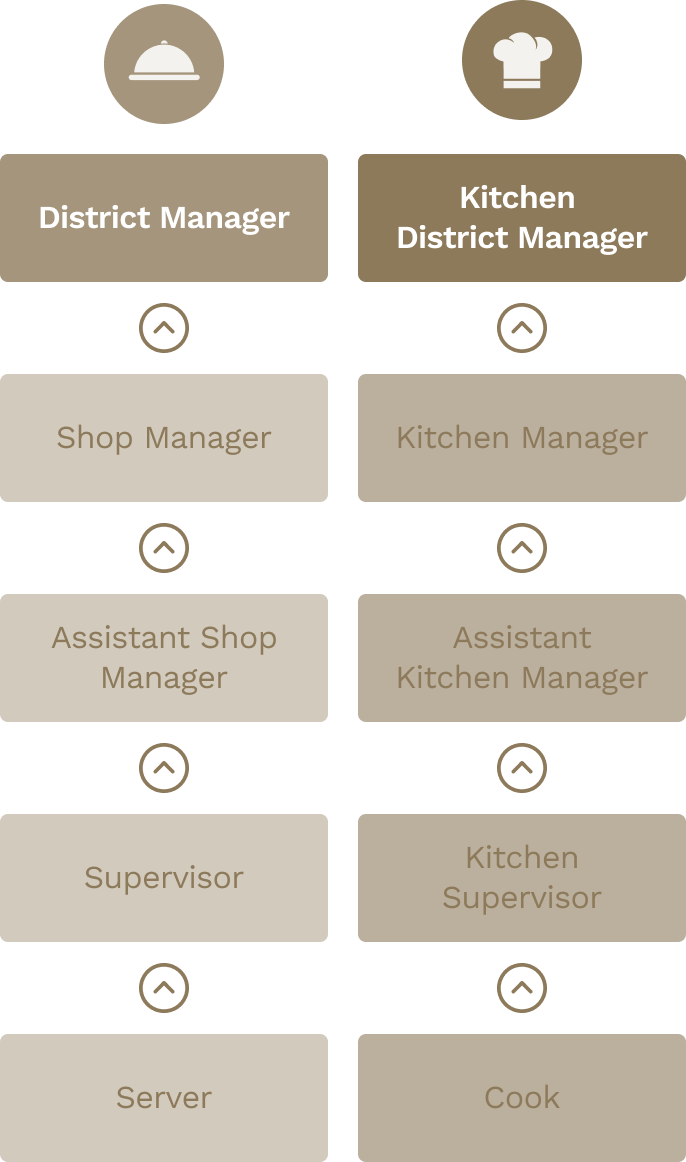 District Manager
Kitchen
District Manager
Shop Manager
Kitchen Manager
Assistant Shop
Manager
Assistant
Kitchen Manager
Supervisor
Kitchen
Supervisor
Server
Cook